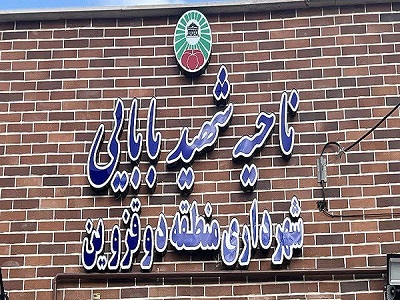 ناحیه شهید بابایی
شهرداری منطقه دو قزوین